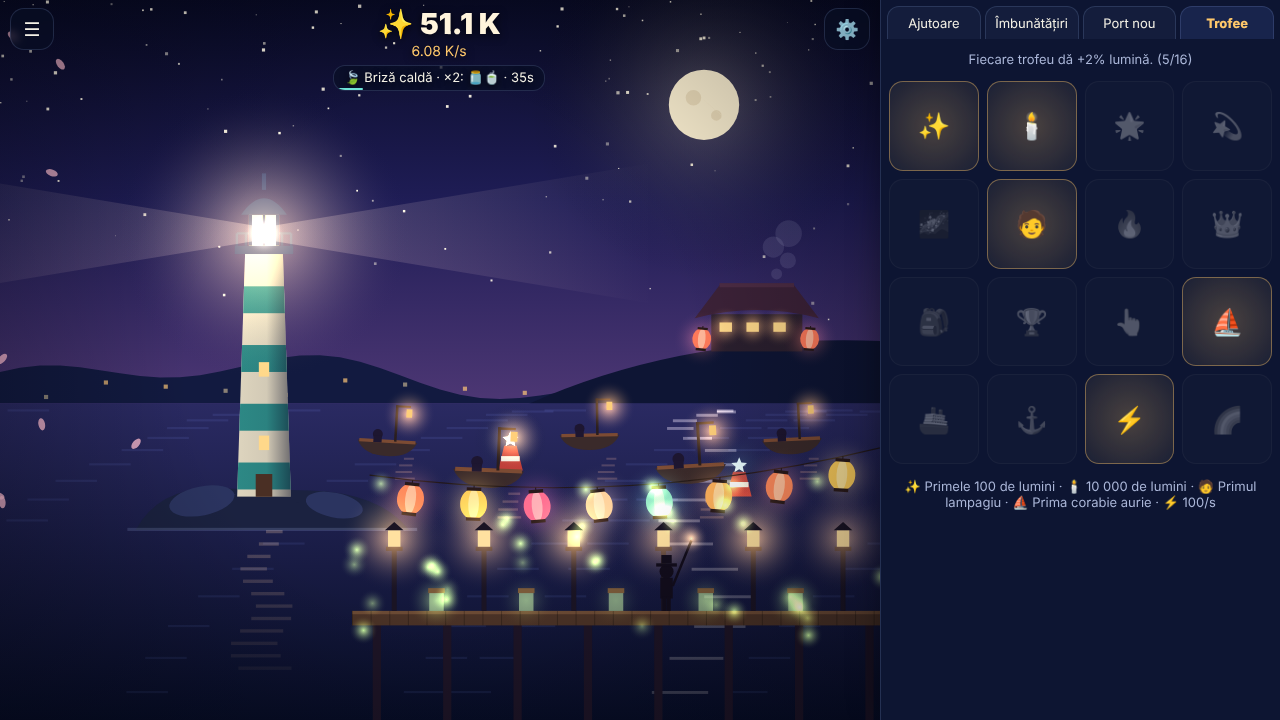 ✨ 51.1 K
6.08 K/s
🍃 Briză caldă · ×2: 🫙🍵 · 35s
Ajutoare
Îmbunătățiri
Port nou
Trofee
Fiecare trofeu dă +2% lumină. (5/16)
✨ Primele 100 de lumini · 🕯️ 10 000 de lumini · 🧑 Primul
lampagiu · ⛵ Prima corabie aurie · ⚡ 100/s